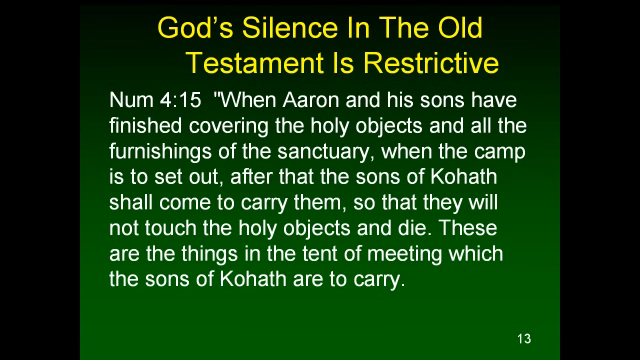 God’s Silence In The Old
Testament Is Restrictive
Num 4:15  "When Aaron and his sons have
finished covering the holy objects and all the
furnishings of the sanctuary, when the camp
is to set out, after that the sons of Kohath
shall come to carry them, so that they will
not touch the holy objects and die. These
are the things in the tent of meeting which
the sons of Kohath are to carry.
13